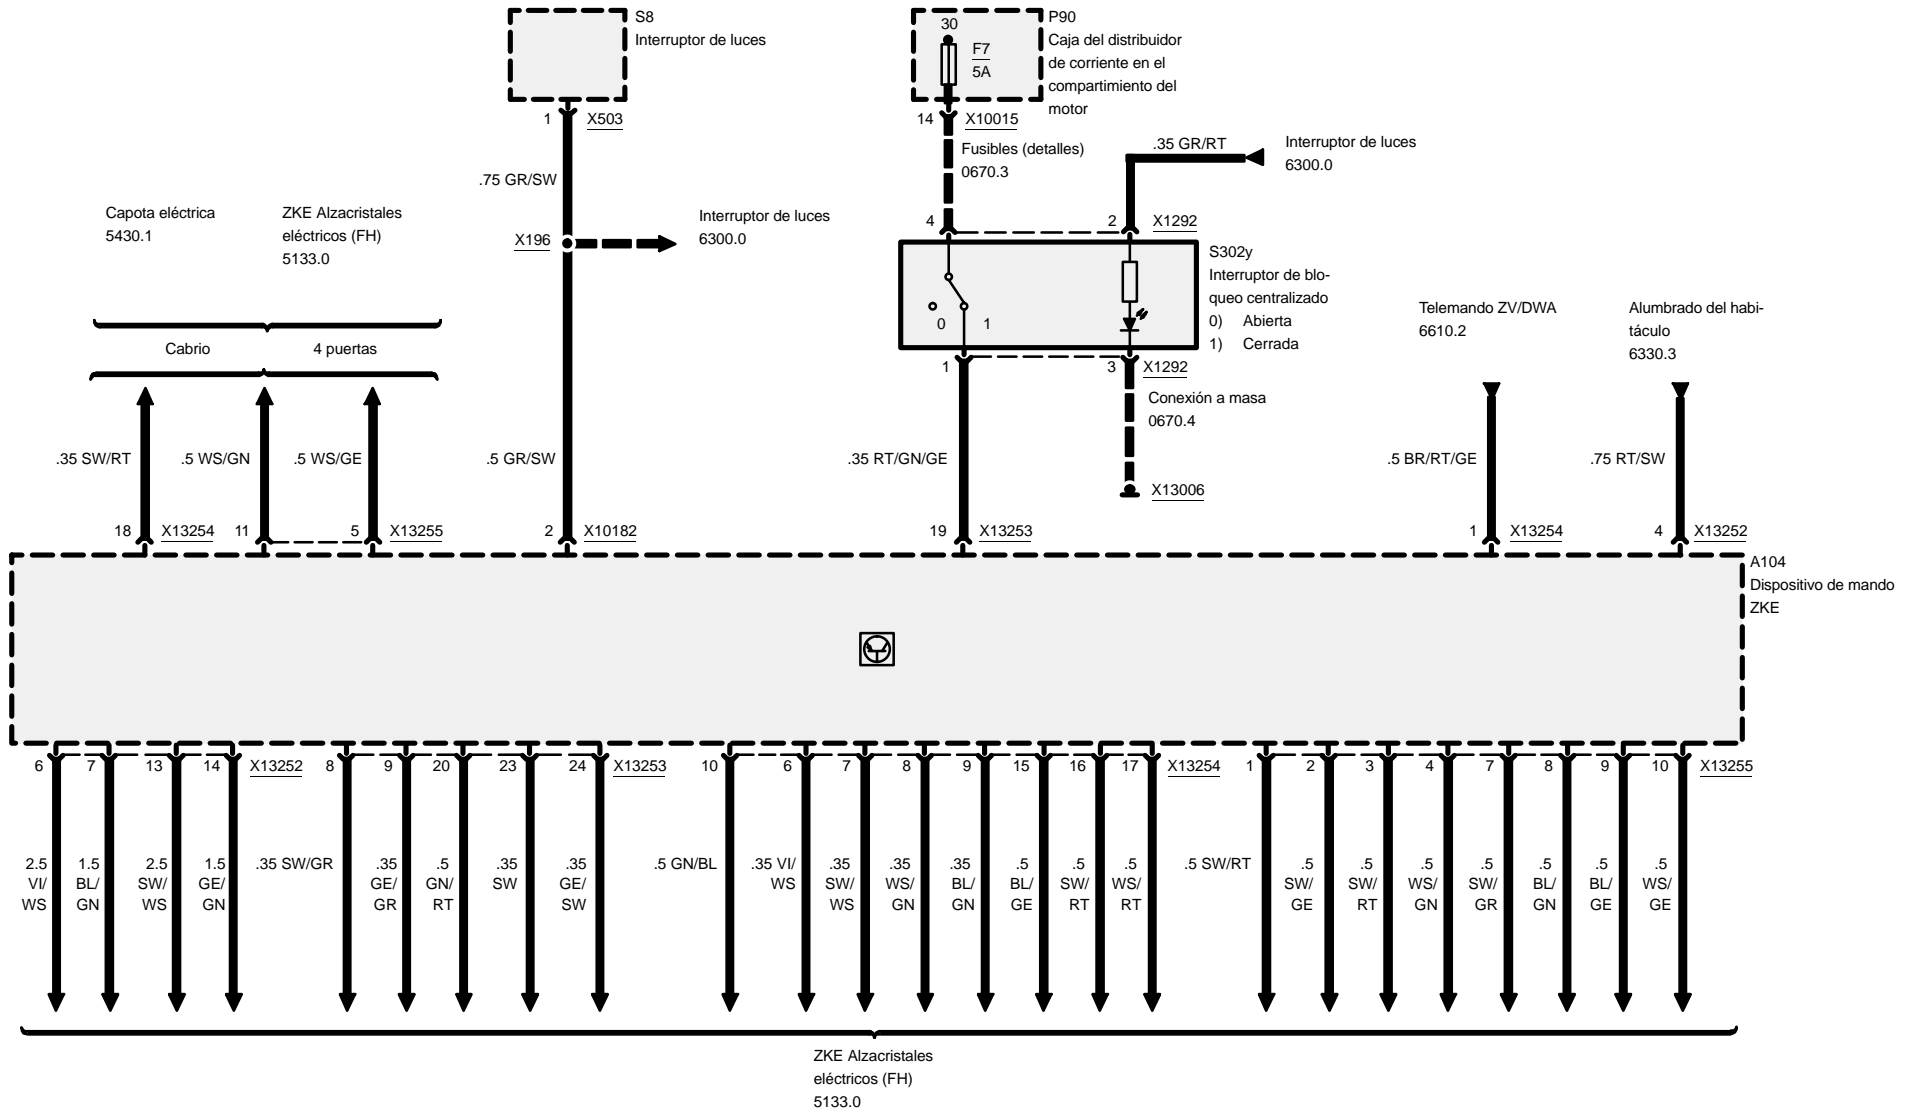 S8
Interruptor de luces
1
X503
.75 GR/SW
X196
Interruptor de luces
6300.0
.5 GR/SW
2
X10182
P90
Caja del distribuidor
de corriente en el
compartimiento del
motor
30
F7
5A
14
X10015
Fusibles (detalles)
0670.3
.35 GR/RT
Interruptor de luces
6300.0
4
2
X1292
S302y
Interruptor de blo-
queo centralizado
0) Abierta
1) Cerrada
0
1
1
3
X1292
Conexión a masa
0670.4
X13006
.35 RT/GN/GE
19
X13253
Capota eléctrica
5430.1
ZKE Alzacristales
eléctricos (FH)
5133.0
Cabrio
4 puertas
.35 SW/RT
.5 WS/GN
.5 WS/GE
18
X13254
11
5
X13255
Telemando ZV/DWA
6610.2
.5 BR/RT/GE
1
X13254
Alumbrado del habi-
táculo
6330.3
.75 RT/SW
4
X13252
A104
Dispositivo de mando
ZKE
6
7
13
14
X13252
8
9
20
23
24
X13253
10
6
7
8
9
15
16
17
X13254
1
2
3
4
7
8
9
10
X13255
2.5
VI/
WS
1.5
BL/
GN
2.5
SW/
WS
1.5
GE/
GN
.35 SW/GR
.35
GE/
GR
.5
GN/
RT
.35
SW
.35
GE/
SW
.5 GN/BL
.35 VI/
WS
.35
SW/
WS
.35
WS/
GN
.35
BL/
GN
.5
BL/
GE
.5
SW/
RT
.5
WS/
RT
.5 SW/RT
.5
SW/
GE
.5
SW/
RT
.5
WS/
GN
.5
SW/
GR
.5
BL/
GN
.5
BL/
GE
.5
WS/
GE
ZKE Alzacristales
eléctricos (FH)
5133.0